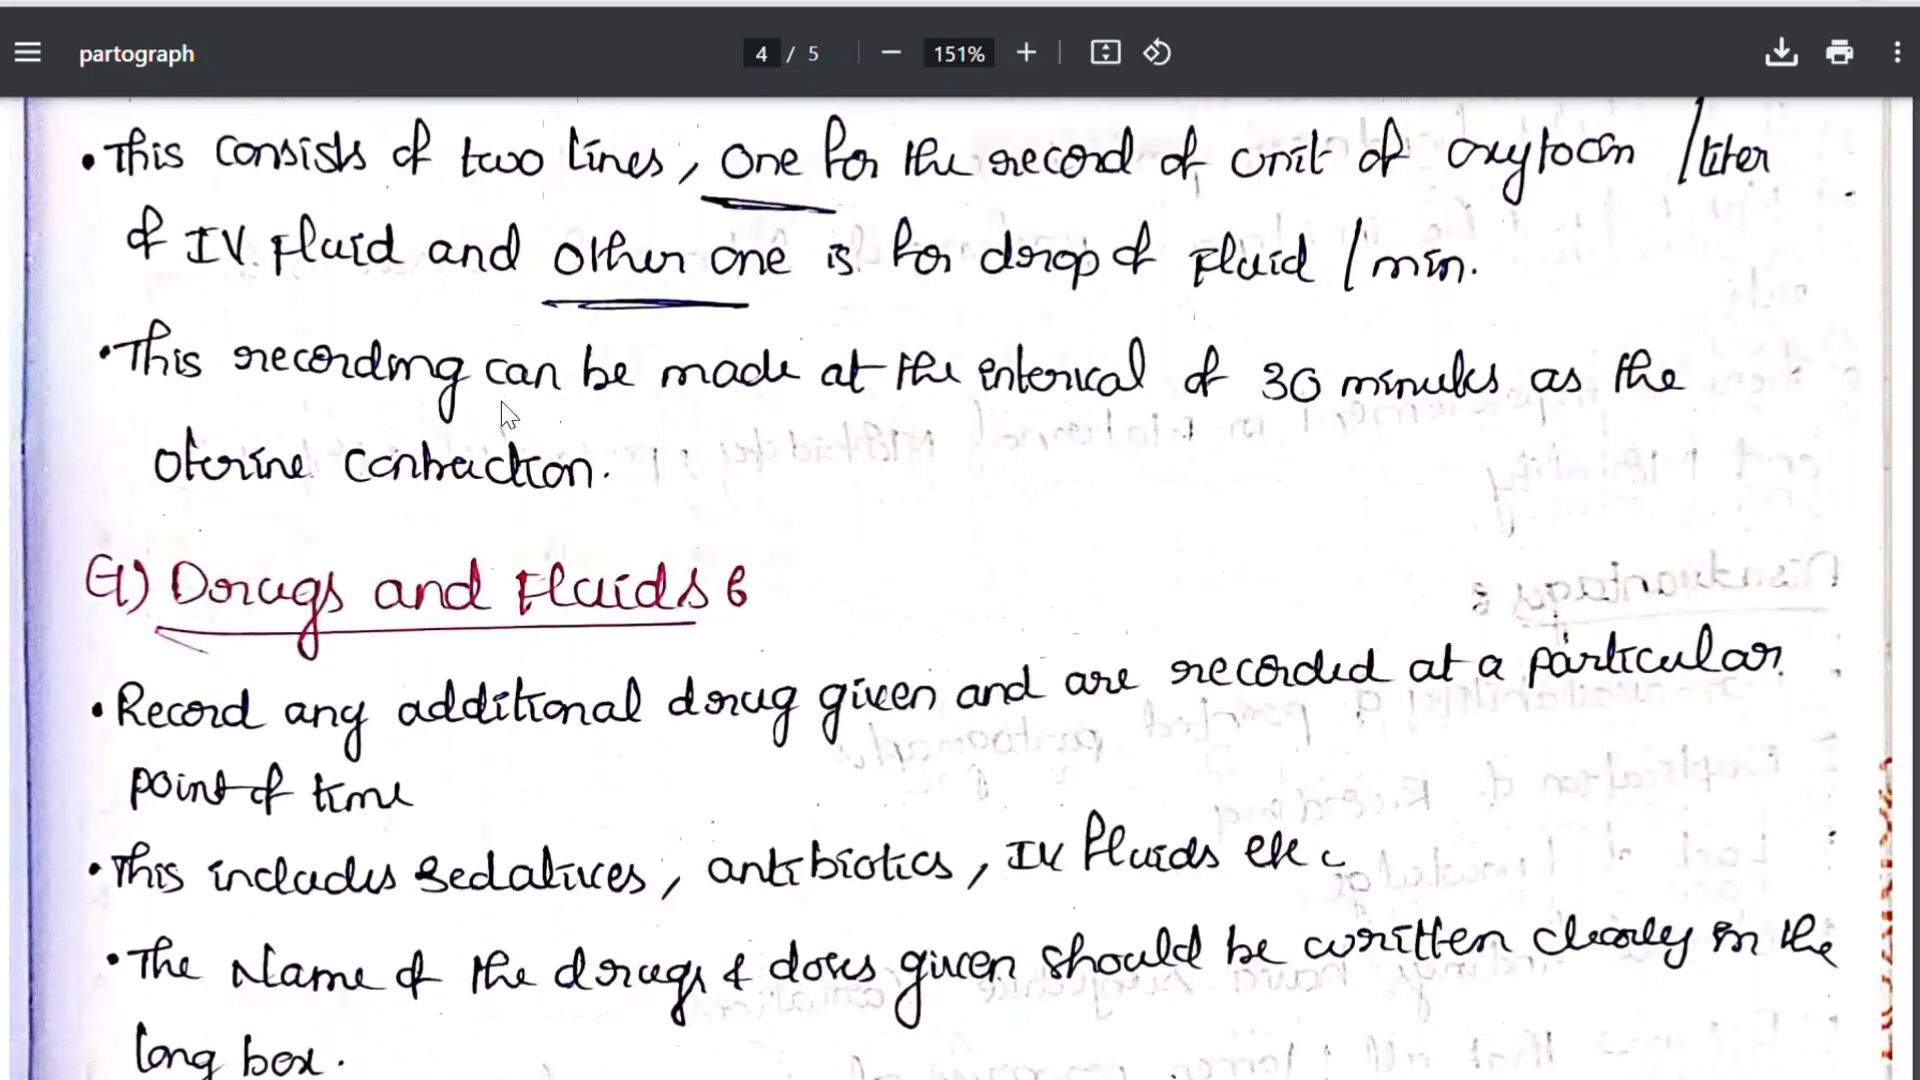 partograph
4 / 5
151%
• This consists of two lines, one for the record of unit of oxytocin /liter
of IV. Fluid and other one is for drop of Fluid /min.
• This recording can be made at the interval of 30 minutes as the
uterine contraction.
G) Drugs and Fluids :
• Record any additional drug given and are recorded at a particular
point of time
• This includes sedatives, antibiotics, IV fluids etc
• The Name of the drugs & doses given should be written clearly in the
long box.